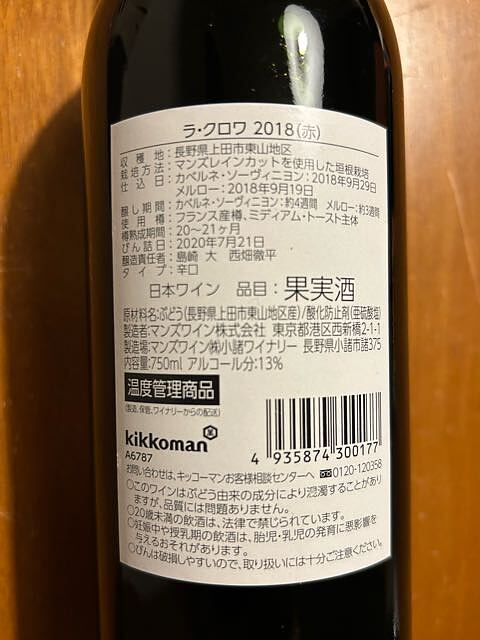 ラ・クロワ 2018(赤)
収穫地:長野県上田市東山地区
栽培方法:マンズレインカットを使用した垣根栽培
仕込日:カベルネ・ソーヴィニヨン:2018年9月29日
メルロー:2018年9月19日
醸し期間:カベルネ・ソーヴィニヨン:約4週間 メルロー:約3週間
使用樽:フランス産樽、ミディアム・トースト主体
樽熟成期間:20〜21ヶ月
びん詰日:2020年7月21日
醸造責任者:島崎 大 西畑徹平
タイプ:辛口
日本ワイン 品目:果実酒
原材料名:ぶどう(長野県上田市東山地区産)/酸化防止剤(亜硫酸塩)
製造者:マンズワイン株式会社 東京都港区西新橋2-1-1
製造場:マンズワイン㈱小諸ワイナリー 長野県小諸市諸375
内容量:750ml アルコール分:13%
温度管理商品
(製造、保管、ワイナリーからの配送)
kikkoman
A6787
4 935874 300177
お問い合わせは、キッコーマンお客様相談センターへ 0120-120358
○このワインはぶどう由来の成分により混濁することがあり
ますが、品質には問題ありません。
○20歳未満の飲酒は、法律で禁じられています。
○妊娠中や授乳期の飲酒は、胎児・乳児の発育に悪影響を
与えるおそれがあります。
○びんは破損しやすいので、取り扱いには十分ご注意ください。